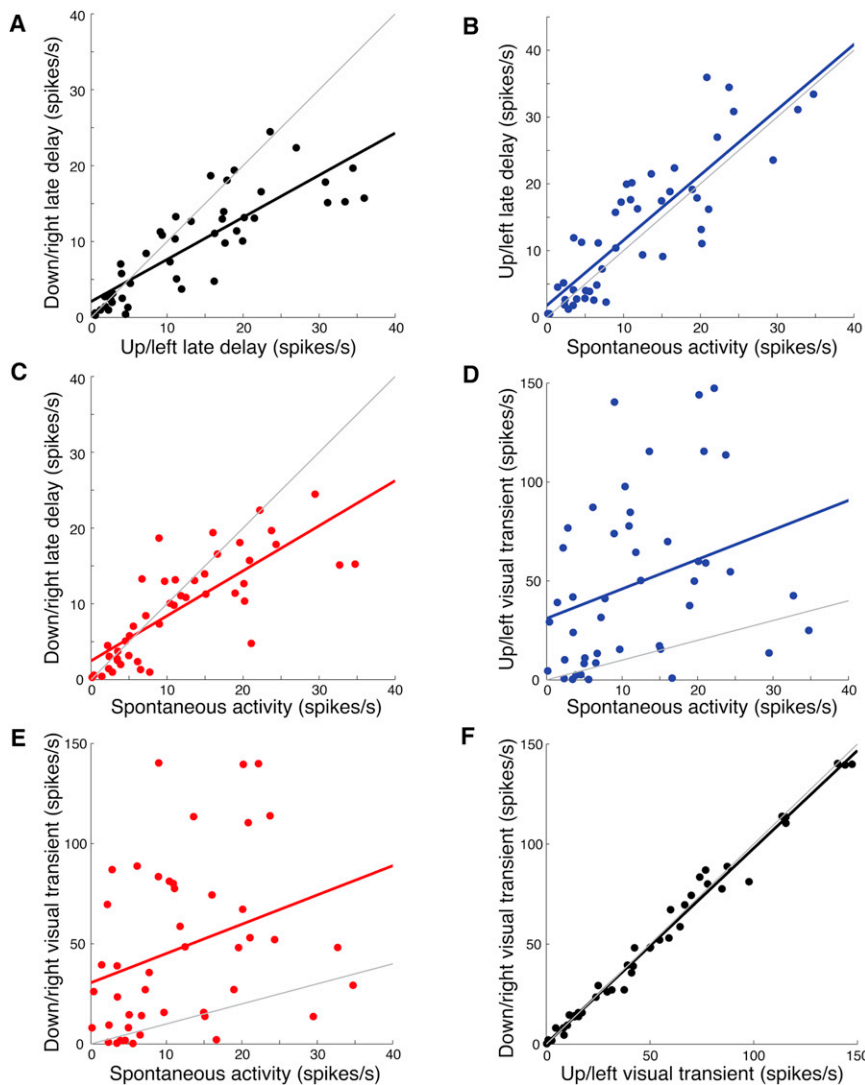 A
Down/right late delay (spikes/s)
40
30
20
10
0
0 10 20 30 40
Up/left late delay (spikes/s)
B
Up/left late delay (spikes/s)
40
30
20
10
0
0 10 20 30 40
Spontaneous activity (spikes/s)
C
Down/right late delay (spikes/s)
40
30
20
10
0
0 10 20 30 40
Spontaneous activity (spikes/s)
D
Up/left visual transient (spikes/s)
150
100
50
0
0 10 20 30 40
Spontaneous activity (spikes/s)
E
Down/right visual transient (spikes/s)
150
100
50
0
0 10 20 30 40
Spontaneous activity (spikes/s)
F
Down/right visual transient (spikes/s)
150
100
50
0
0 50 100 150
Up/left visual transient (spikes/s)